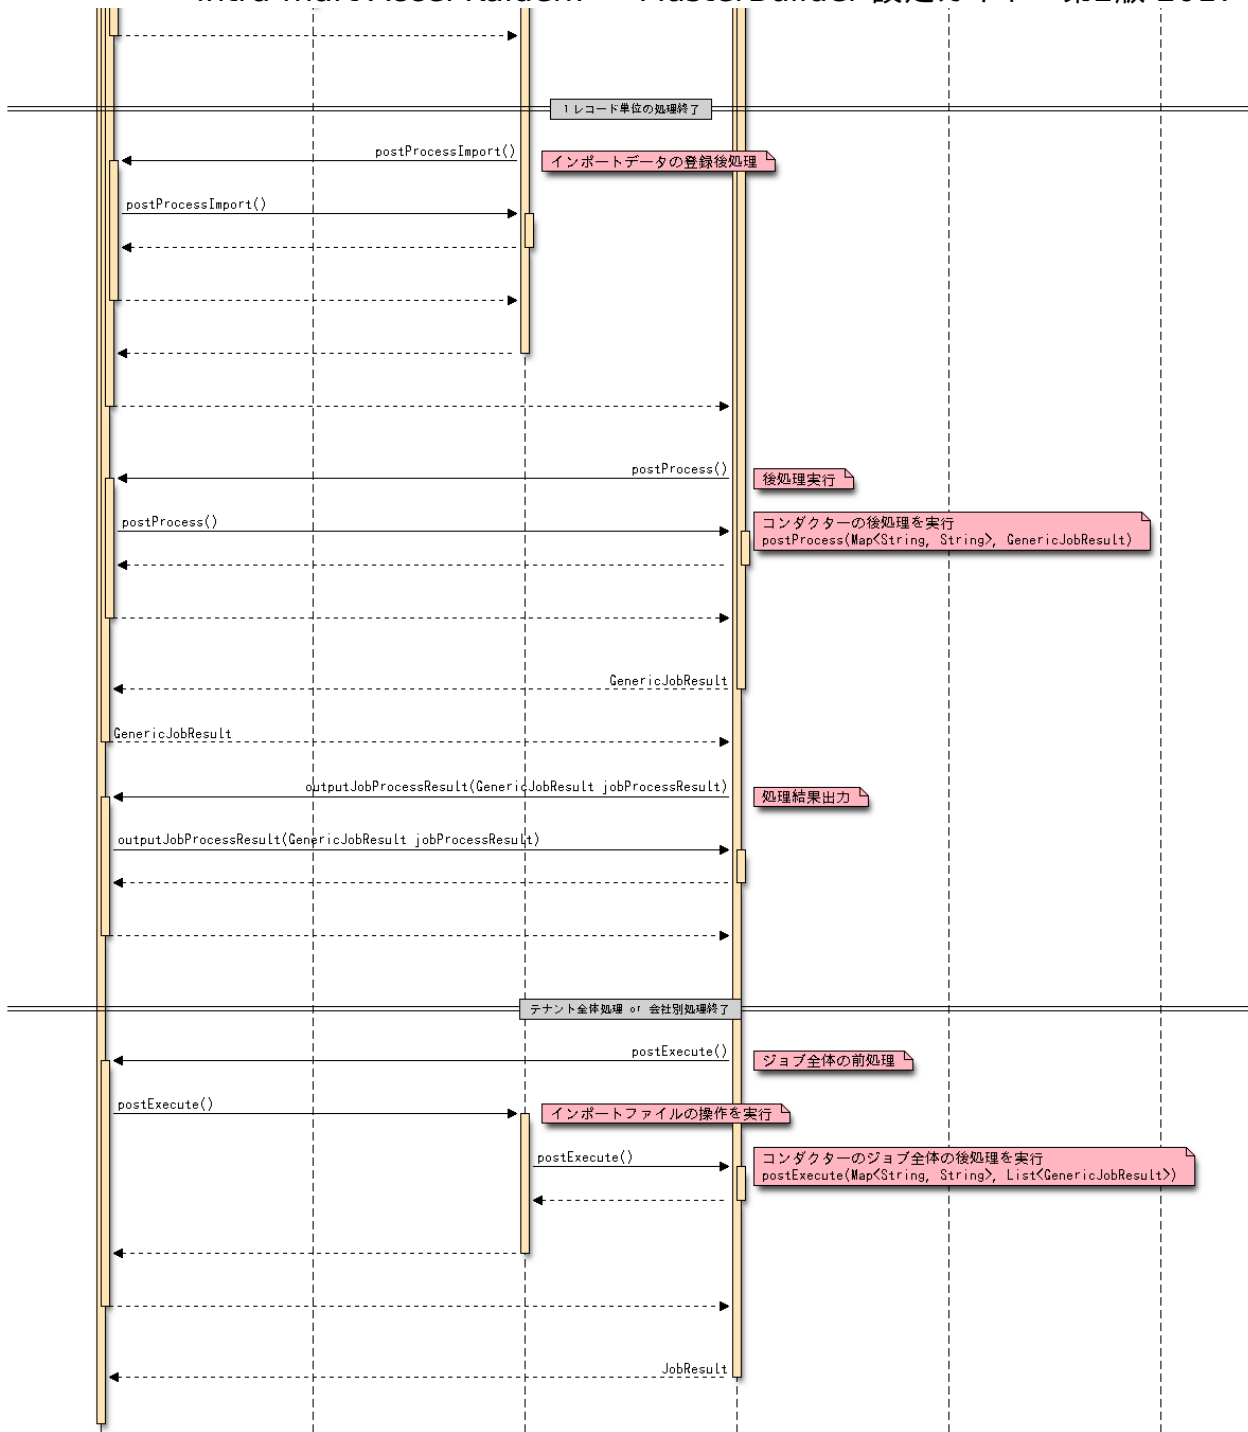 1レコード単位の処理終了
postProcessImport()
インポートデータの登録後処理
postProcessImport()
postProcess()
後処理実行
postProcess()
コンダクターの後処理を実行
postProcess(Map<String, String>, GenericJobResult)
GenericJobResult
GenericJobResult
outputJobProcessResult(GenericJobResult jobProcessResult)
処理結果出力
outputJobProcessResult(GenericJobResult jobProcessResult)
テナント全体処理 or 会社別処理終了
postExecute()
ジョブ全体の前処理
postExecute()
インポートファイルの操作を実行
postExecute()
コンダクターのジョブ全体の後処理を実行
postExecute(Map<String, String>, List<GenericJobResult>)
JobResult